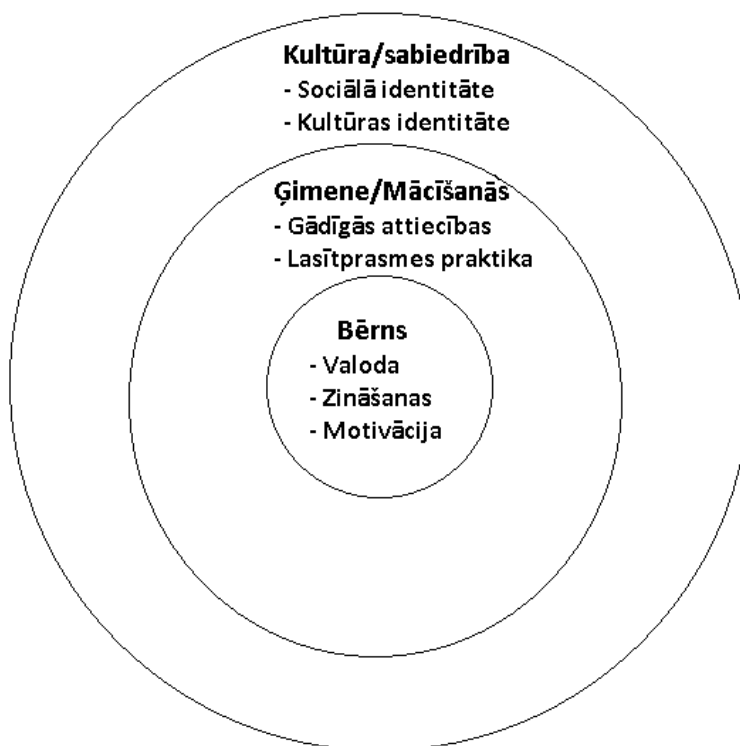 Kultūra/sabiedrība
- Sociālā identitāte
- Kultūras identitāte
Ģimene/Mācīšanās
- Gādīgās attiecības
- Lasītprasmes praktika
Bērns
- Valoda
- Zināšanas
- Motivācija